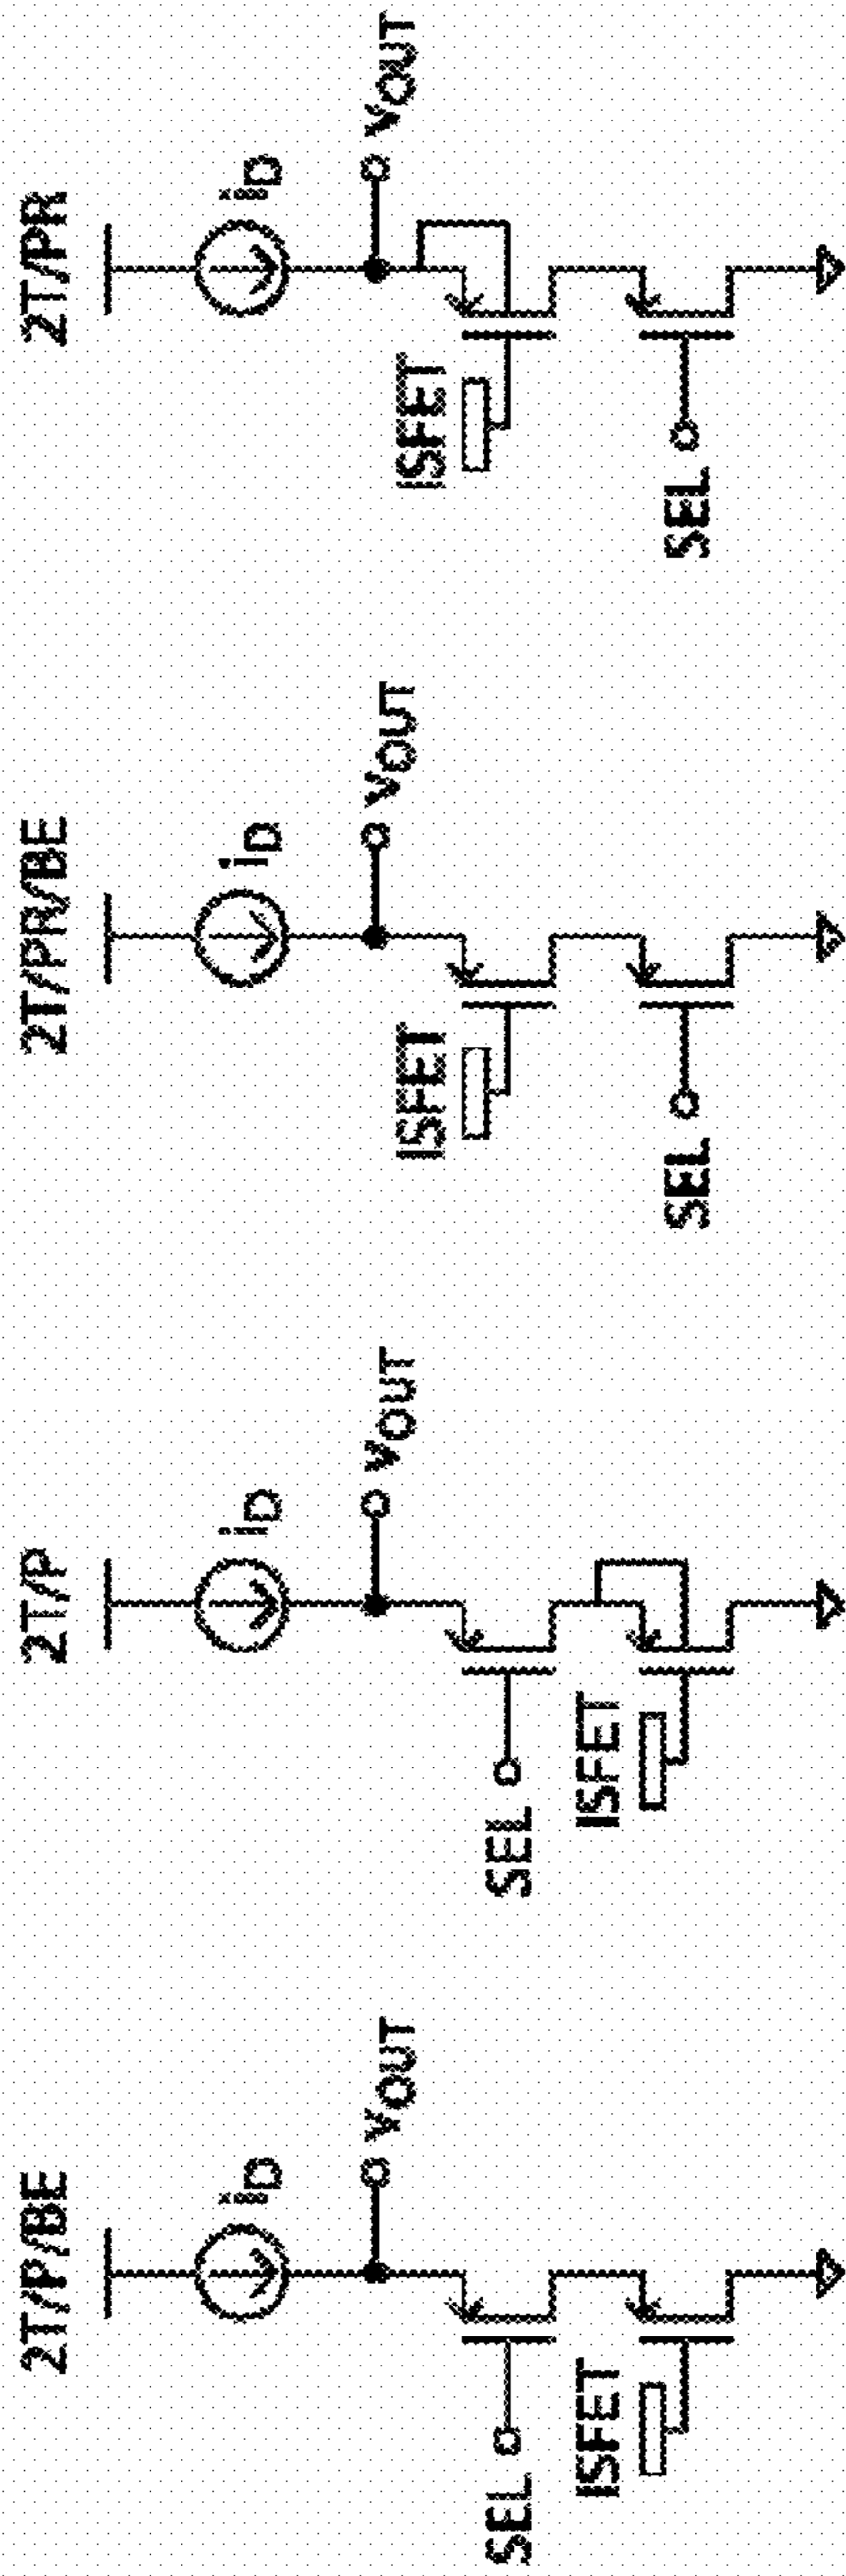 2T/P/BE
iD
VOUT
SEL
ISFET
2T/P
iD
VOUT
SEL
ISFET
2T/PR/BE
iD
VOUT
ISFET
SEL
2T/PR
iD
VOUT
ISFET
SEL